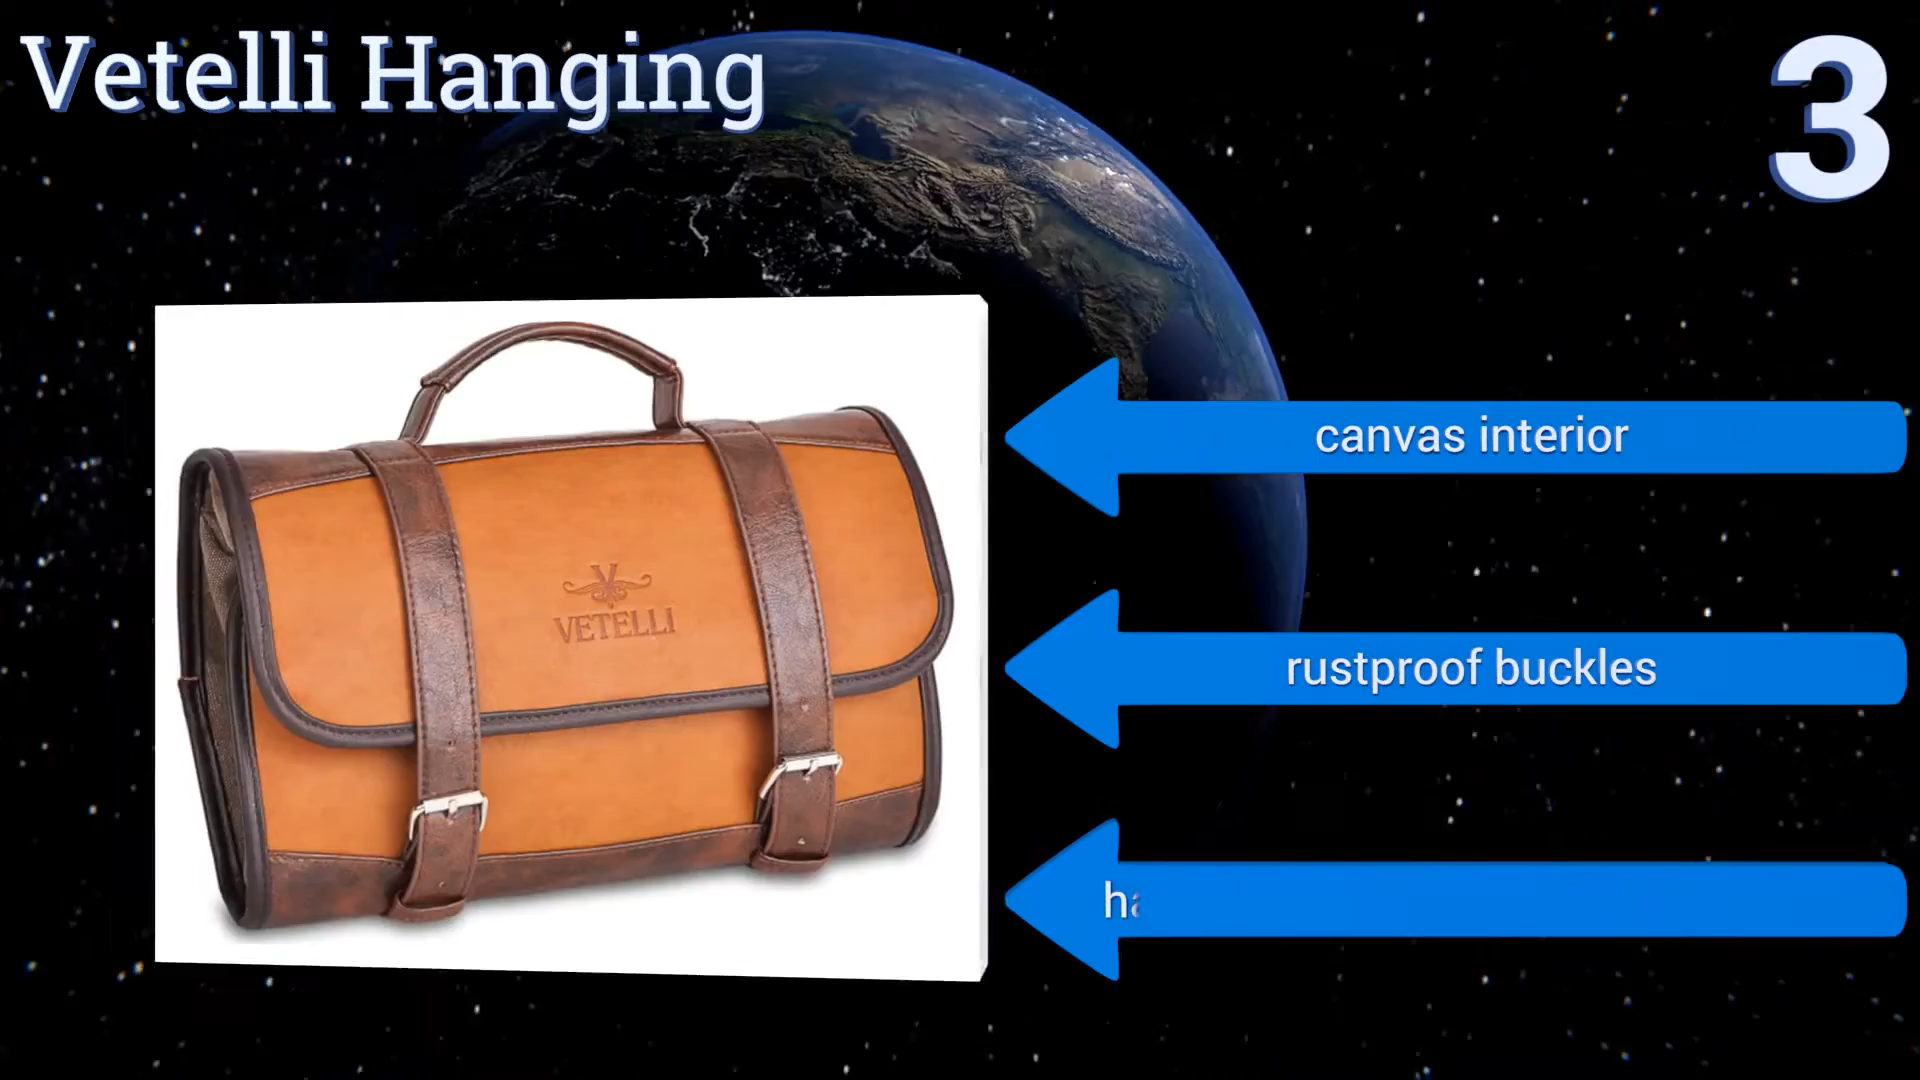 Vetelli Hanging
3
VETELLI
canvas interior
rustproof buckles